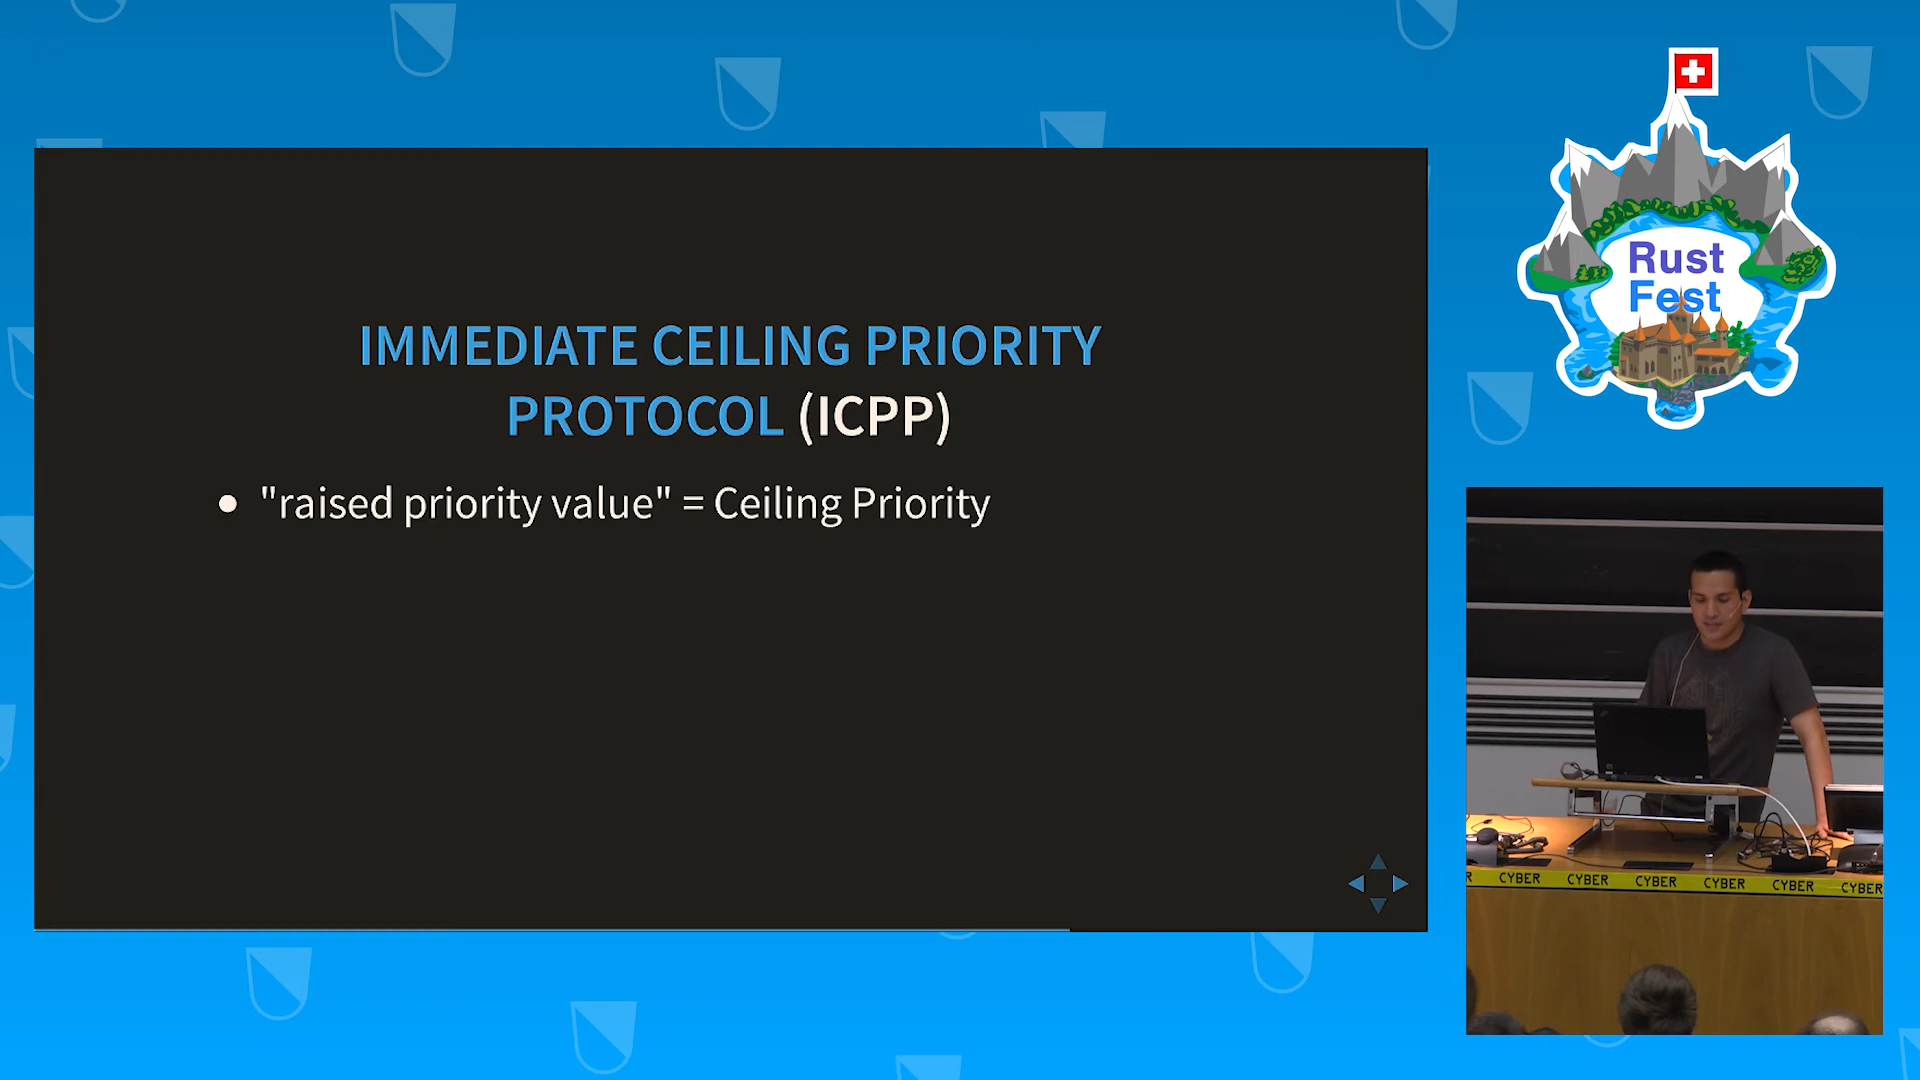 IMMEDIATE CEILING PRIORITY
PROTOCOL (ICPP)
"raised priority value" = Ceiling Priority
Rust
Fest
CYBER CYBER CYBER CYBER CYBER CYBER